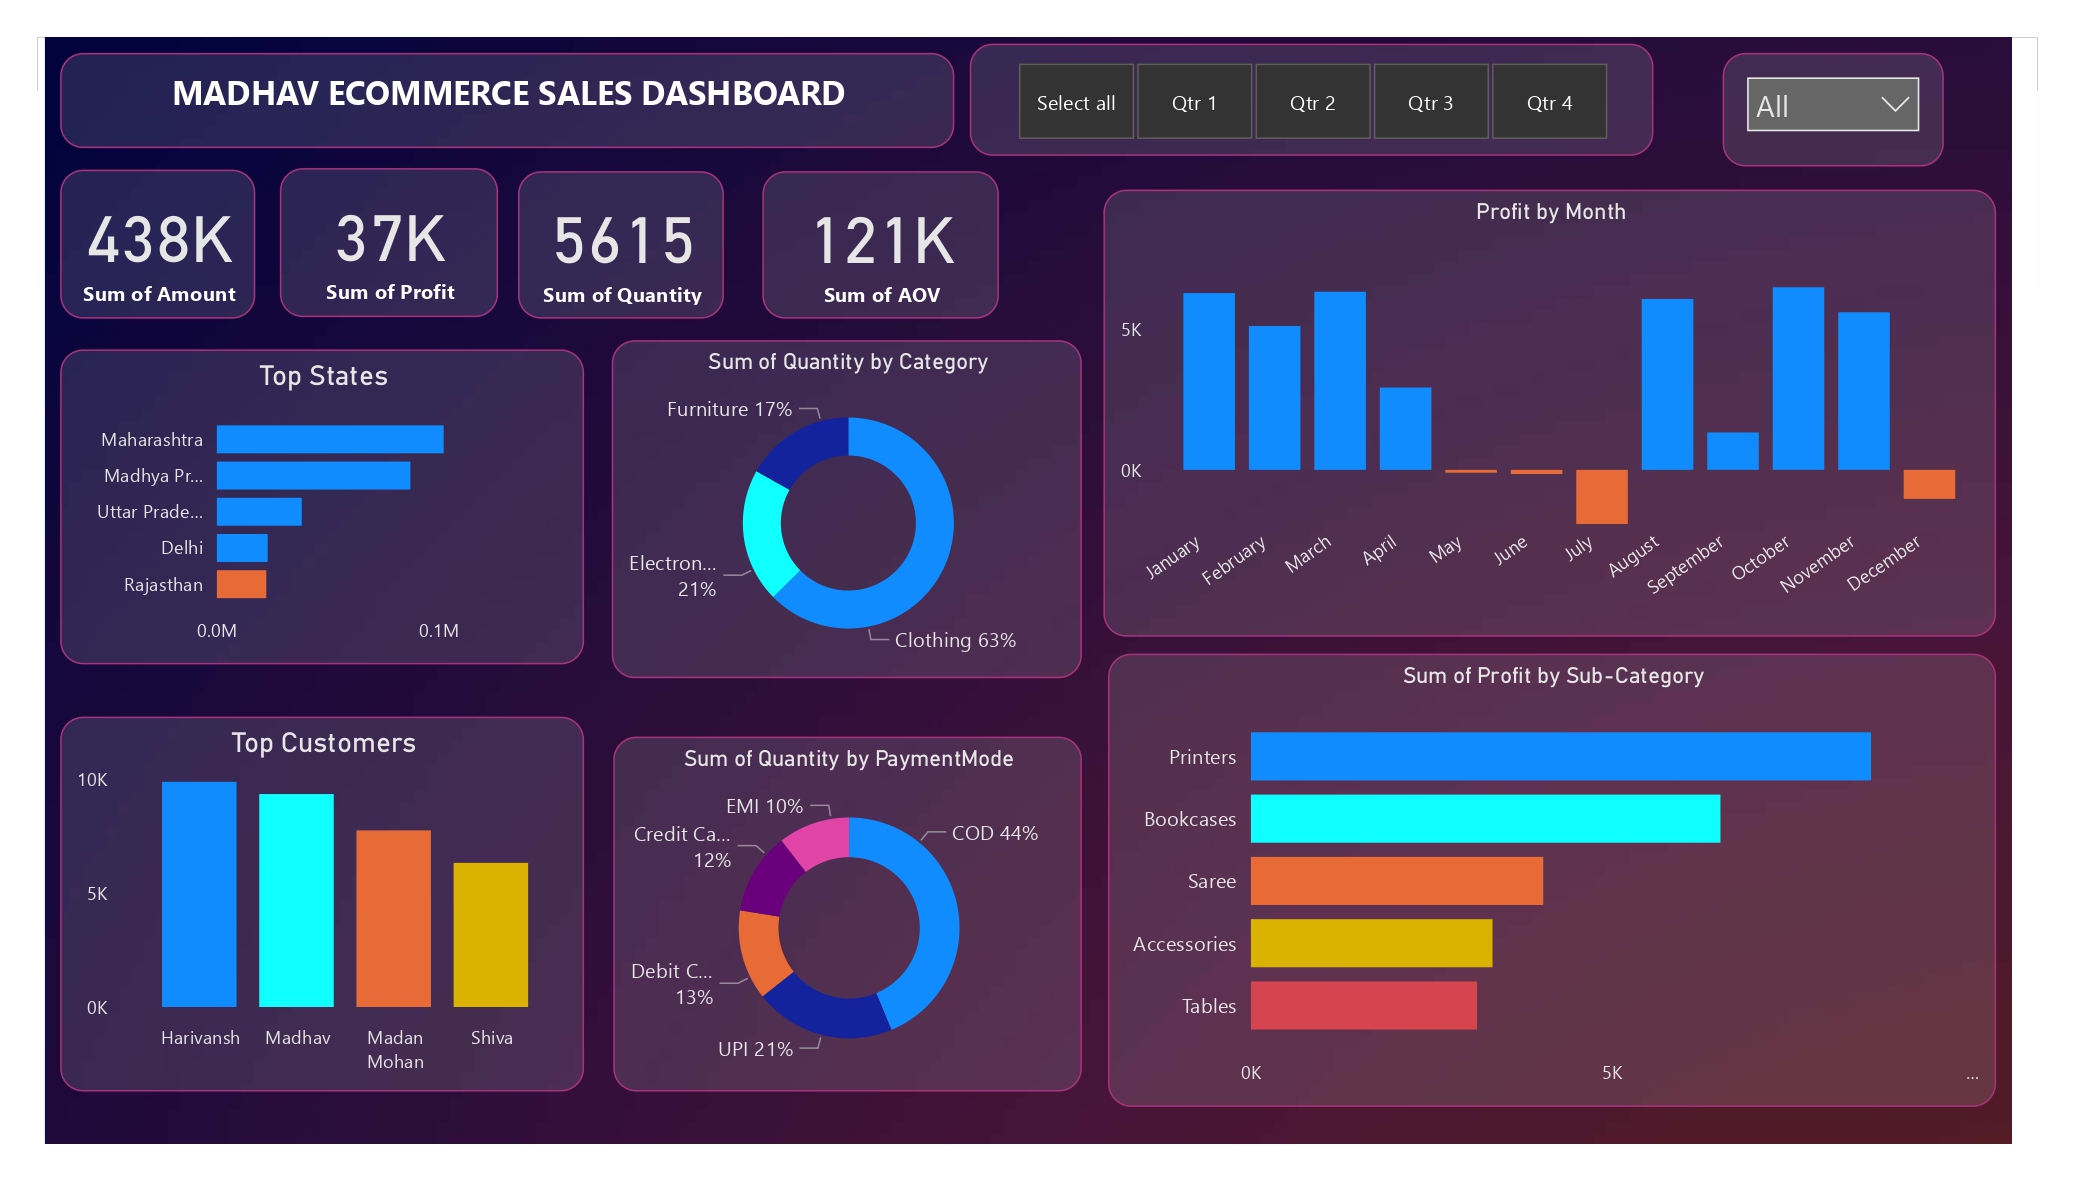 MADHAV ECOMMERCE SALES DASHBOARD
Select all
Qtr 1
Qtr 2
Qtr 3
Qtr 4
All
438K
Sum of Amount
37K
Sum of Profit
5615
Sum of Quantity
121K
Sum of AOV
Top States
Maharashtra
Madhya Pr...
Uttar Prade...
Delhi
Rajasthan
0.0M
0.1M
Sum of Quantity by Category
Furniture 17%
Electron...
21%
Clothing 63%
Profit by Month
5K
0K
January
February
March
April
May
June
July
August
September
October
November
December
Top Customers
10K
5K
0K
Harivansh
Madhav
Madan
Mohan
Shiva
Sum of Quantity by PaymentMode
EMI 10%
COD 44%
Credit Ca...
12%
Debit C...
13%
UPI 21%
Sum of Profit by Sub-Category
Printers
Bookcases
Saree
Accessories
Tables
0K
5K
...